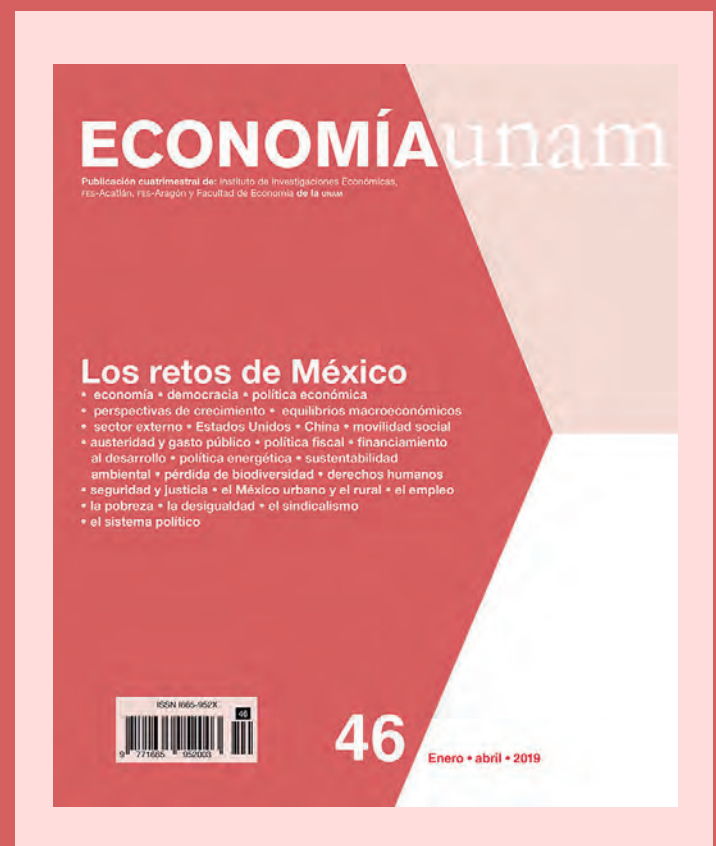 ECONOMÍAunam
Publicación cuatrimestral de: Instituto de Investigaciones Económicas,
FES-Acatlán, FES-Aragón y Facultad de Economía de la UNAM
Los retos de México
• economía • democracia • política económica
• perspectivas de crecimiento • equilibrios macroeconómicos
• sector externo • Estados Unidos • China • movilidad social
• austeridad y gasto público • política fiscal • financiamiento
al desarrollo • política energética • sustentabilidad
ambiental • pérdida de biodiversidad • derechos humanos
• seguridad y justicia • el México urbano y el rural • el empleo
• la pobreza • la desigualdad • el sindicalismo
• el sistema político
ISSN 1665-952X
46
9 771665 952003
46
Enero • abril • 2019